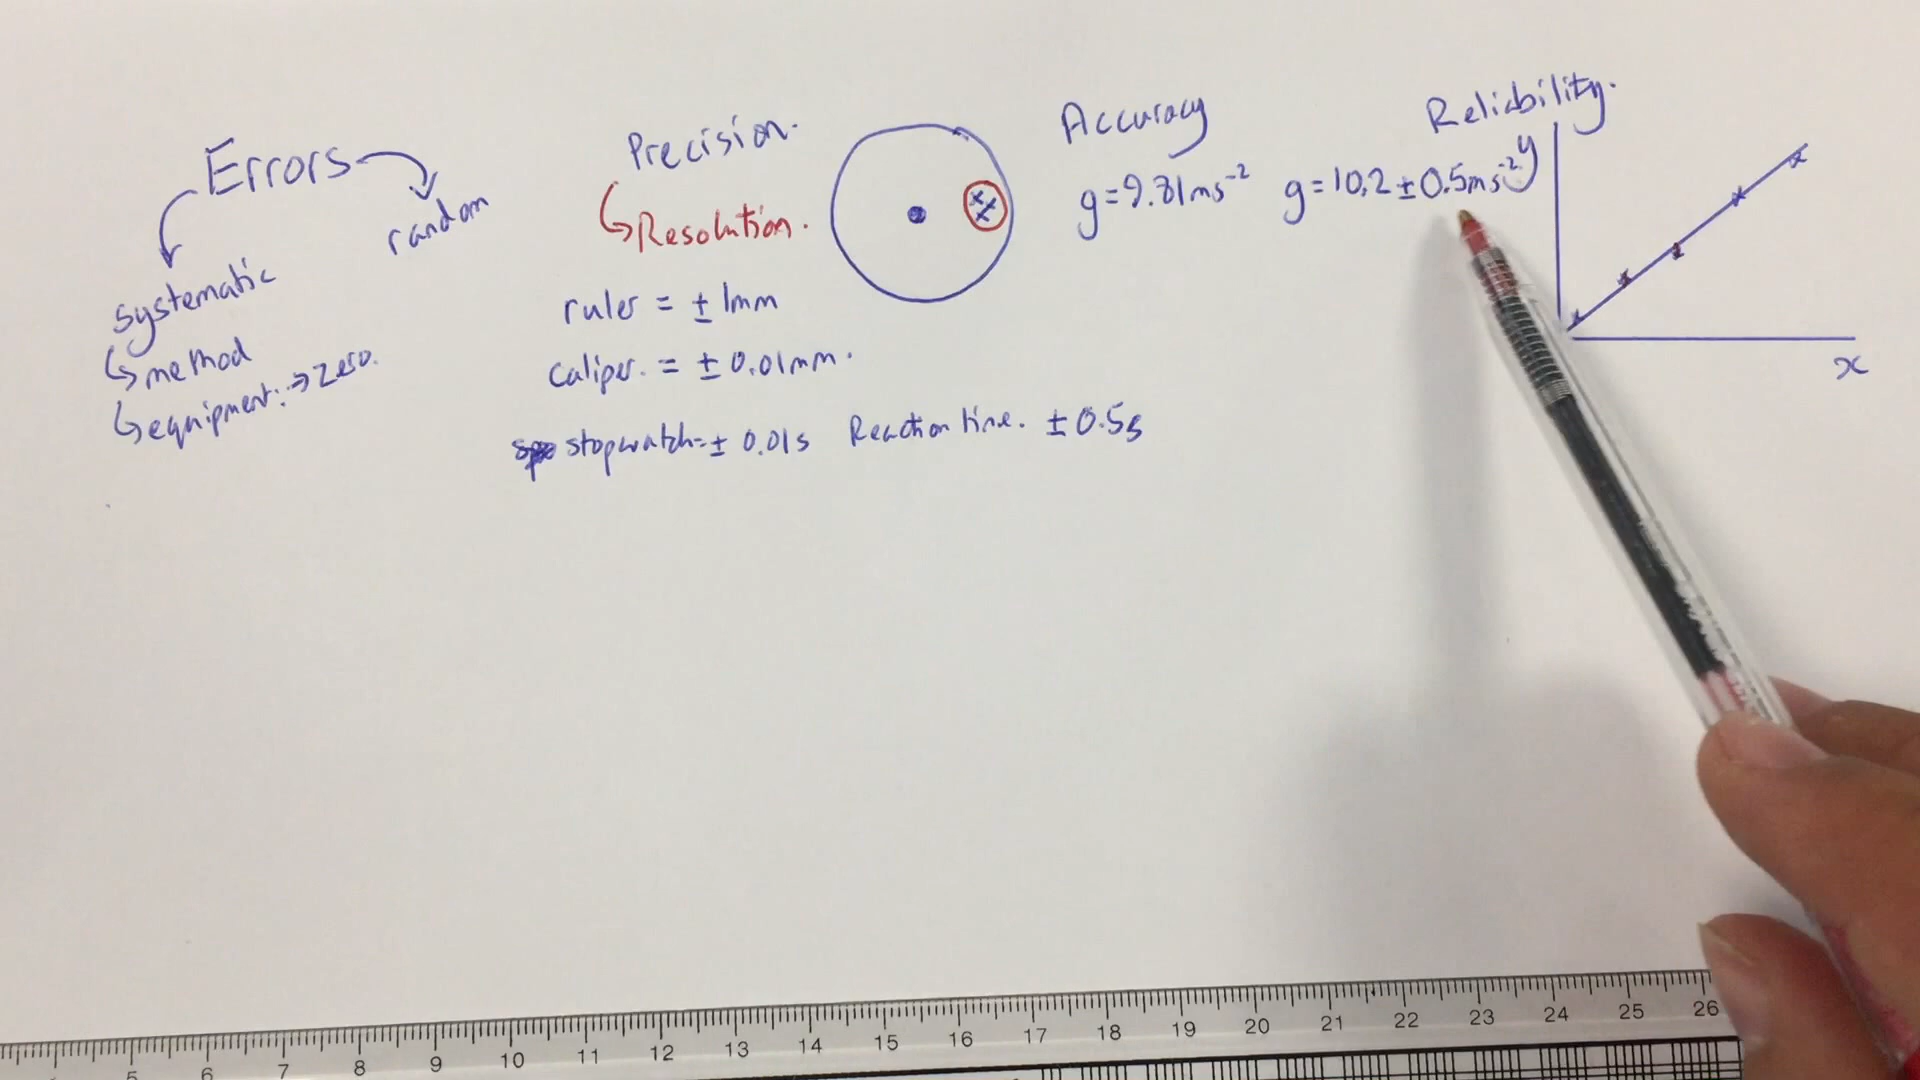 Errors
random
systematic
↳ method
↳ equipment: → zero.
Precision.
↳ Resolution.
ruler = ± 1mm
caliper. = ± 0.01mm.
stopwatch = ± 0.01s Reaction time. ± 0.5s
Accuracy
g = 9.81ms⁻² g = 10.2 ± 0.5ms⁻²
Reliability.
y
x
5 6 7 8 9 10 11 12 13 14 15 16 17 18 19 20 21 22 23 24 25 26